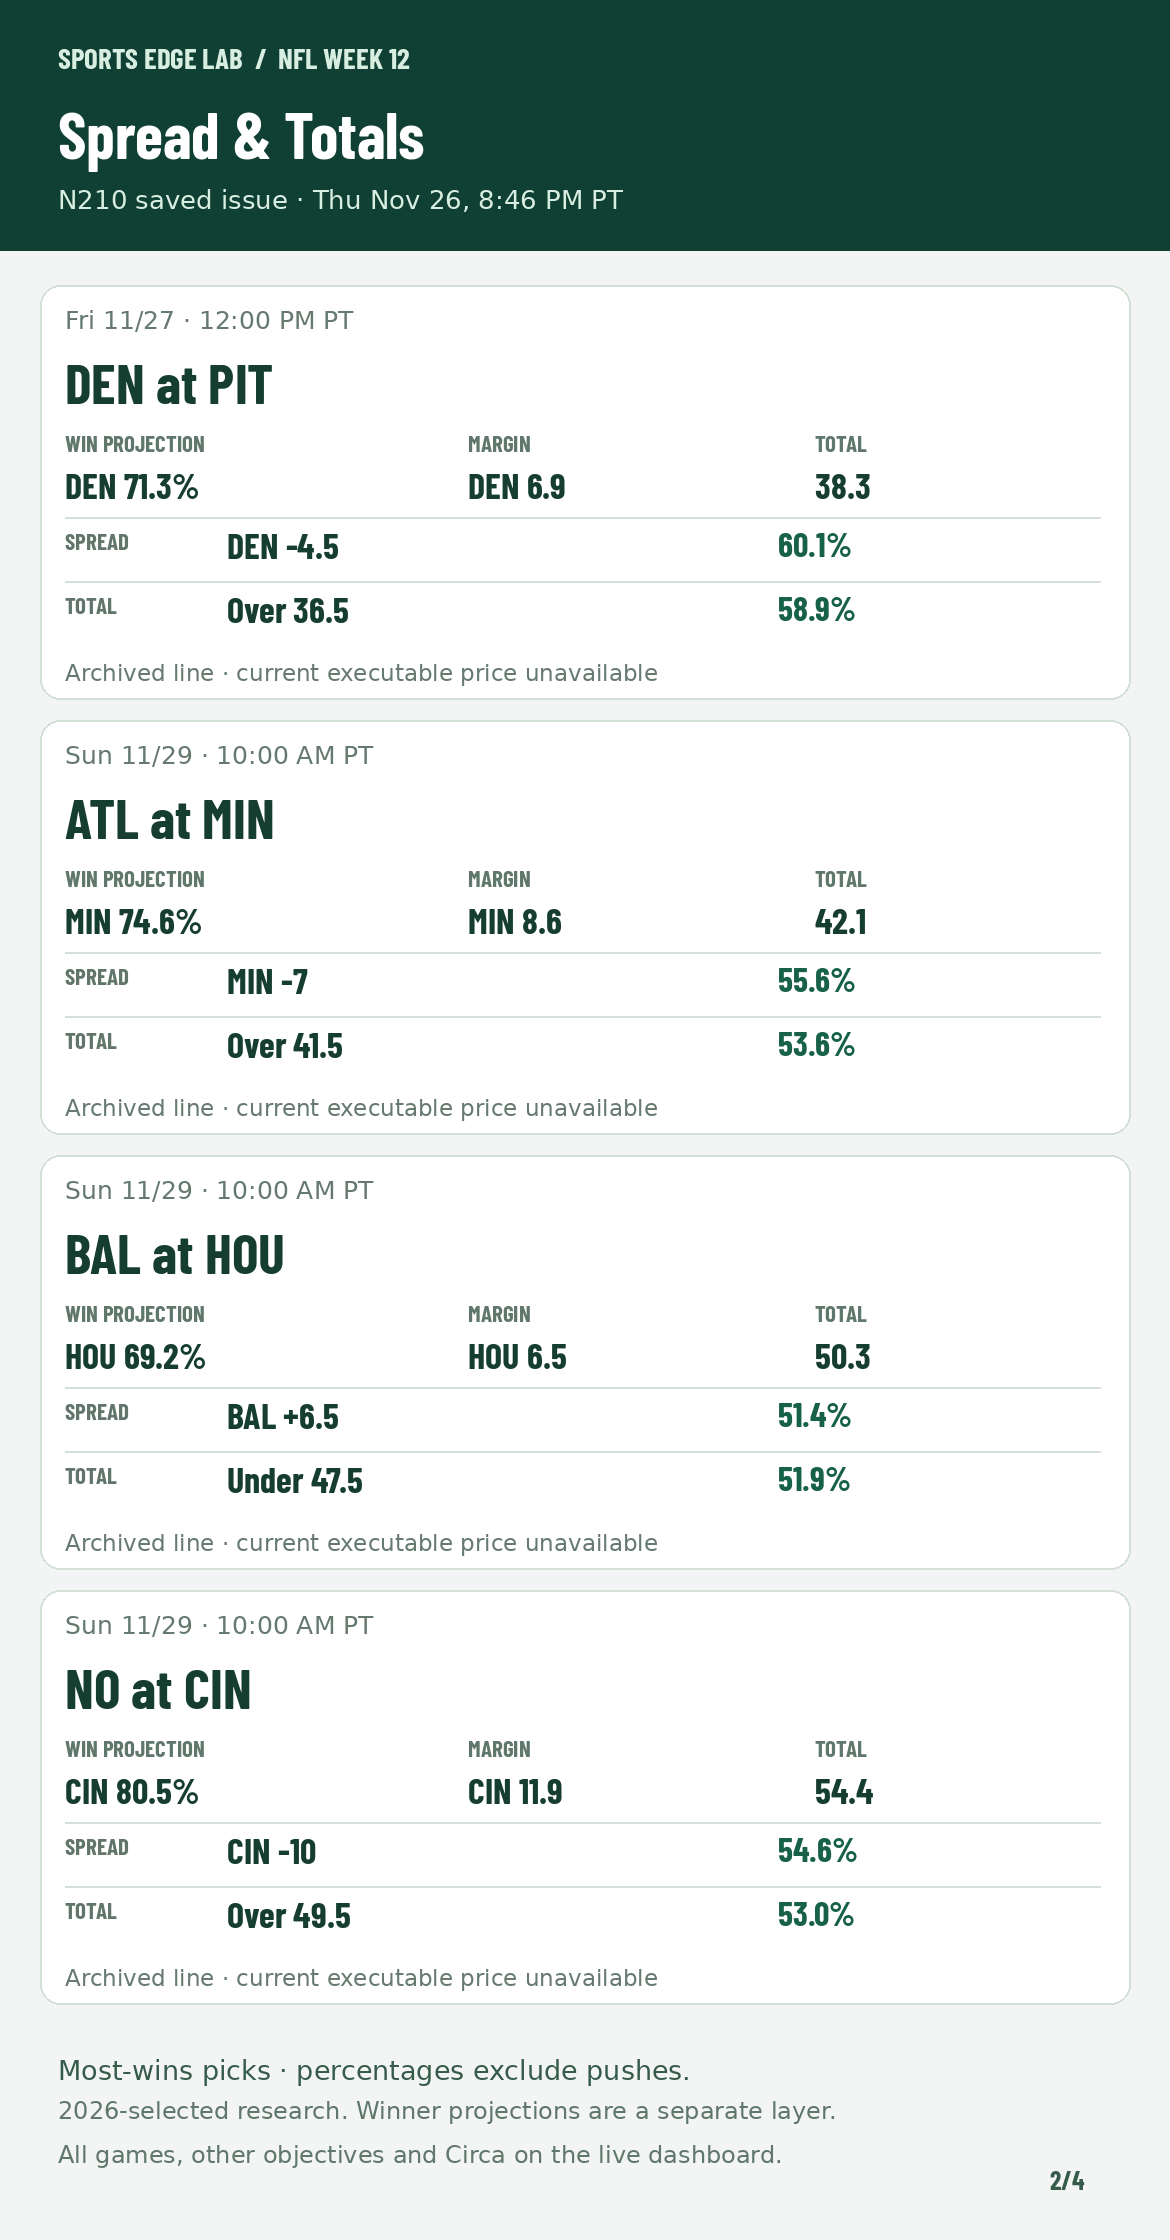 SPORTS EDGE LAB / NFL WEEK 12
Spread & Totals
N210 saved issue · Thu Nov 26, 8:46 PM PT
Fri 11/27 · 12:00 PM PT
DEN at PIT
WIN PROJECTION MARGIN TOTAL
DEN 71.3% DEN 6.9 38.3
SPREAD DEN -4.5 60.1%
TOTAL Over 36.5 58.9%
Archived line · current executable price unavailable
Sun 11/29 · 10:00 AM PT
ATL at MIN
WIN PROJECTION MARGIN TOTAL
MIN 74.6% MIN 8.6 42.1
SPREAD MIN -7 55.6%
TOTAL Over 41.5 53.6%
Archived line · current executable price unavailable
Sun 11/29 · 10:00 AM PT
BAL at HOU
WIN PROJECTION MARGIN TOTAL
HOU 69.2% HOU 6.5 50.3
SPREAD BAL +6.5 51.4%
TOTAL Under 47.5 51.9%
Archived line · current executable price unavailable
Sun 11/29 · 10:00 AM PT
NO at CIN
WIN PROJECTION MARGIN TOTAL
CIN 80.5% CIN 11.9 54.4
SPREAD CIN -10 54.6%
TOTAL Over 49.5 53.0%
Archived line · current executable price unavailable
Most-wins picks · percentages exclude pushes.
2026-selected research. Winner projections are a separate layer.
All games, other objectives and Circa on the live dashboard.
2/4